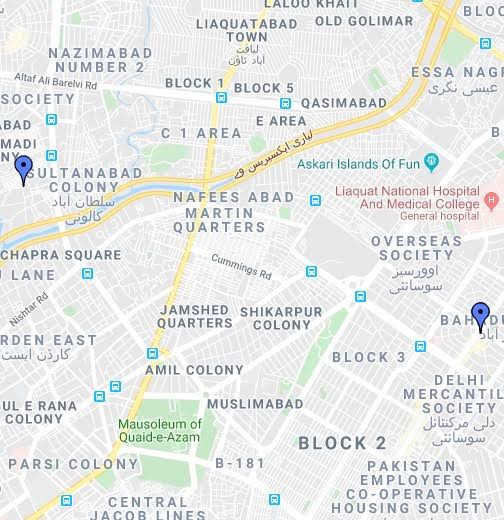 LALOO KHAIT
OLD GOLIMAR
LIAQUATABAD
TOWN
لیاقت
آباد ٹاؤن
NAZIMABAD
NUMBER 2
Altaf Ali Barelvi Rd
BLOCK 1
BLOCK 5
ESSA NAG
عیسیٰ نگری
SOCIETY
QASIMABAD
E AREA
ABAD
C 1 AREA
لیاری ایکسپریس وے
MADI
NY
Askari Islands Of Fun
SULTANABAD
COLONY
سلطان آباد
کالونی
NAFEES ABAD
MARTIN
QUARTERS
Liaquat National Hospital
And Medical College
General hospital
H
OVERSEAS
SOCIETY
اوورسیز
سوسائٹی
CHAPRA SQUARE
U LANE
Cummings Rd
Nishtar Rd
JAMSHED
QUARTERS
SHIKARPUR
COLONY
BAHADU
آباد
RDEN EAST
گارڈن ایسٹ
BLOCK 3
AMIL COLONY
DELHI
MERCANTIL
SOCIETY
دلی مرکنٹائل
سوسائٹی
UL E RANA
COLONY
MUSLIMABAD
Mausoleum of
Quaid-e-Azam
BLOCK 2
PARSI COLONY
B-181
PAKISTAN
EMPLOYEES
CO-OPERATIVE
HOUSING SOCIETY
CENTRAL
JACOB LINES